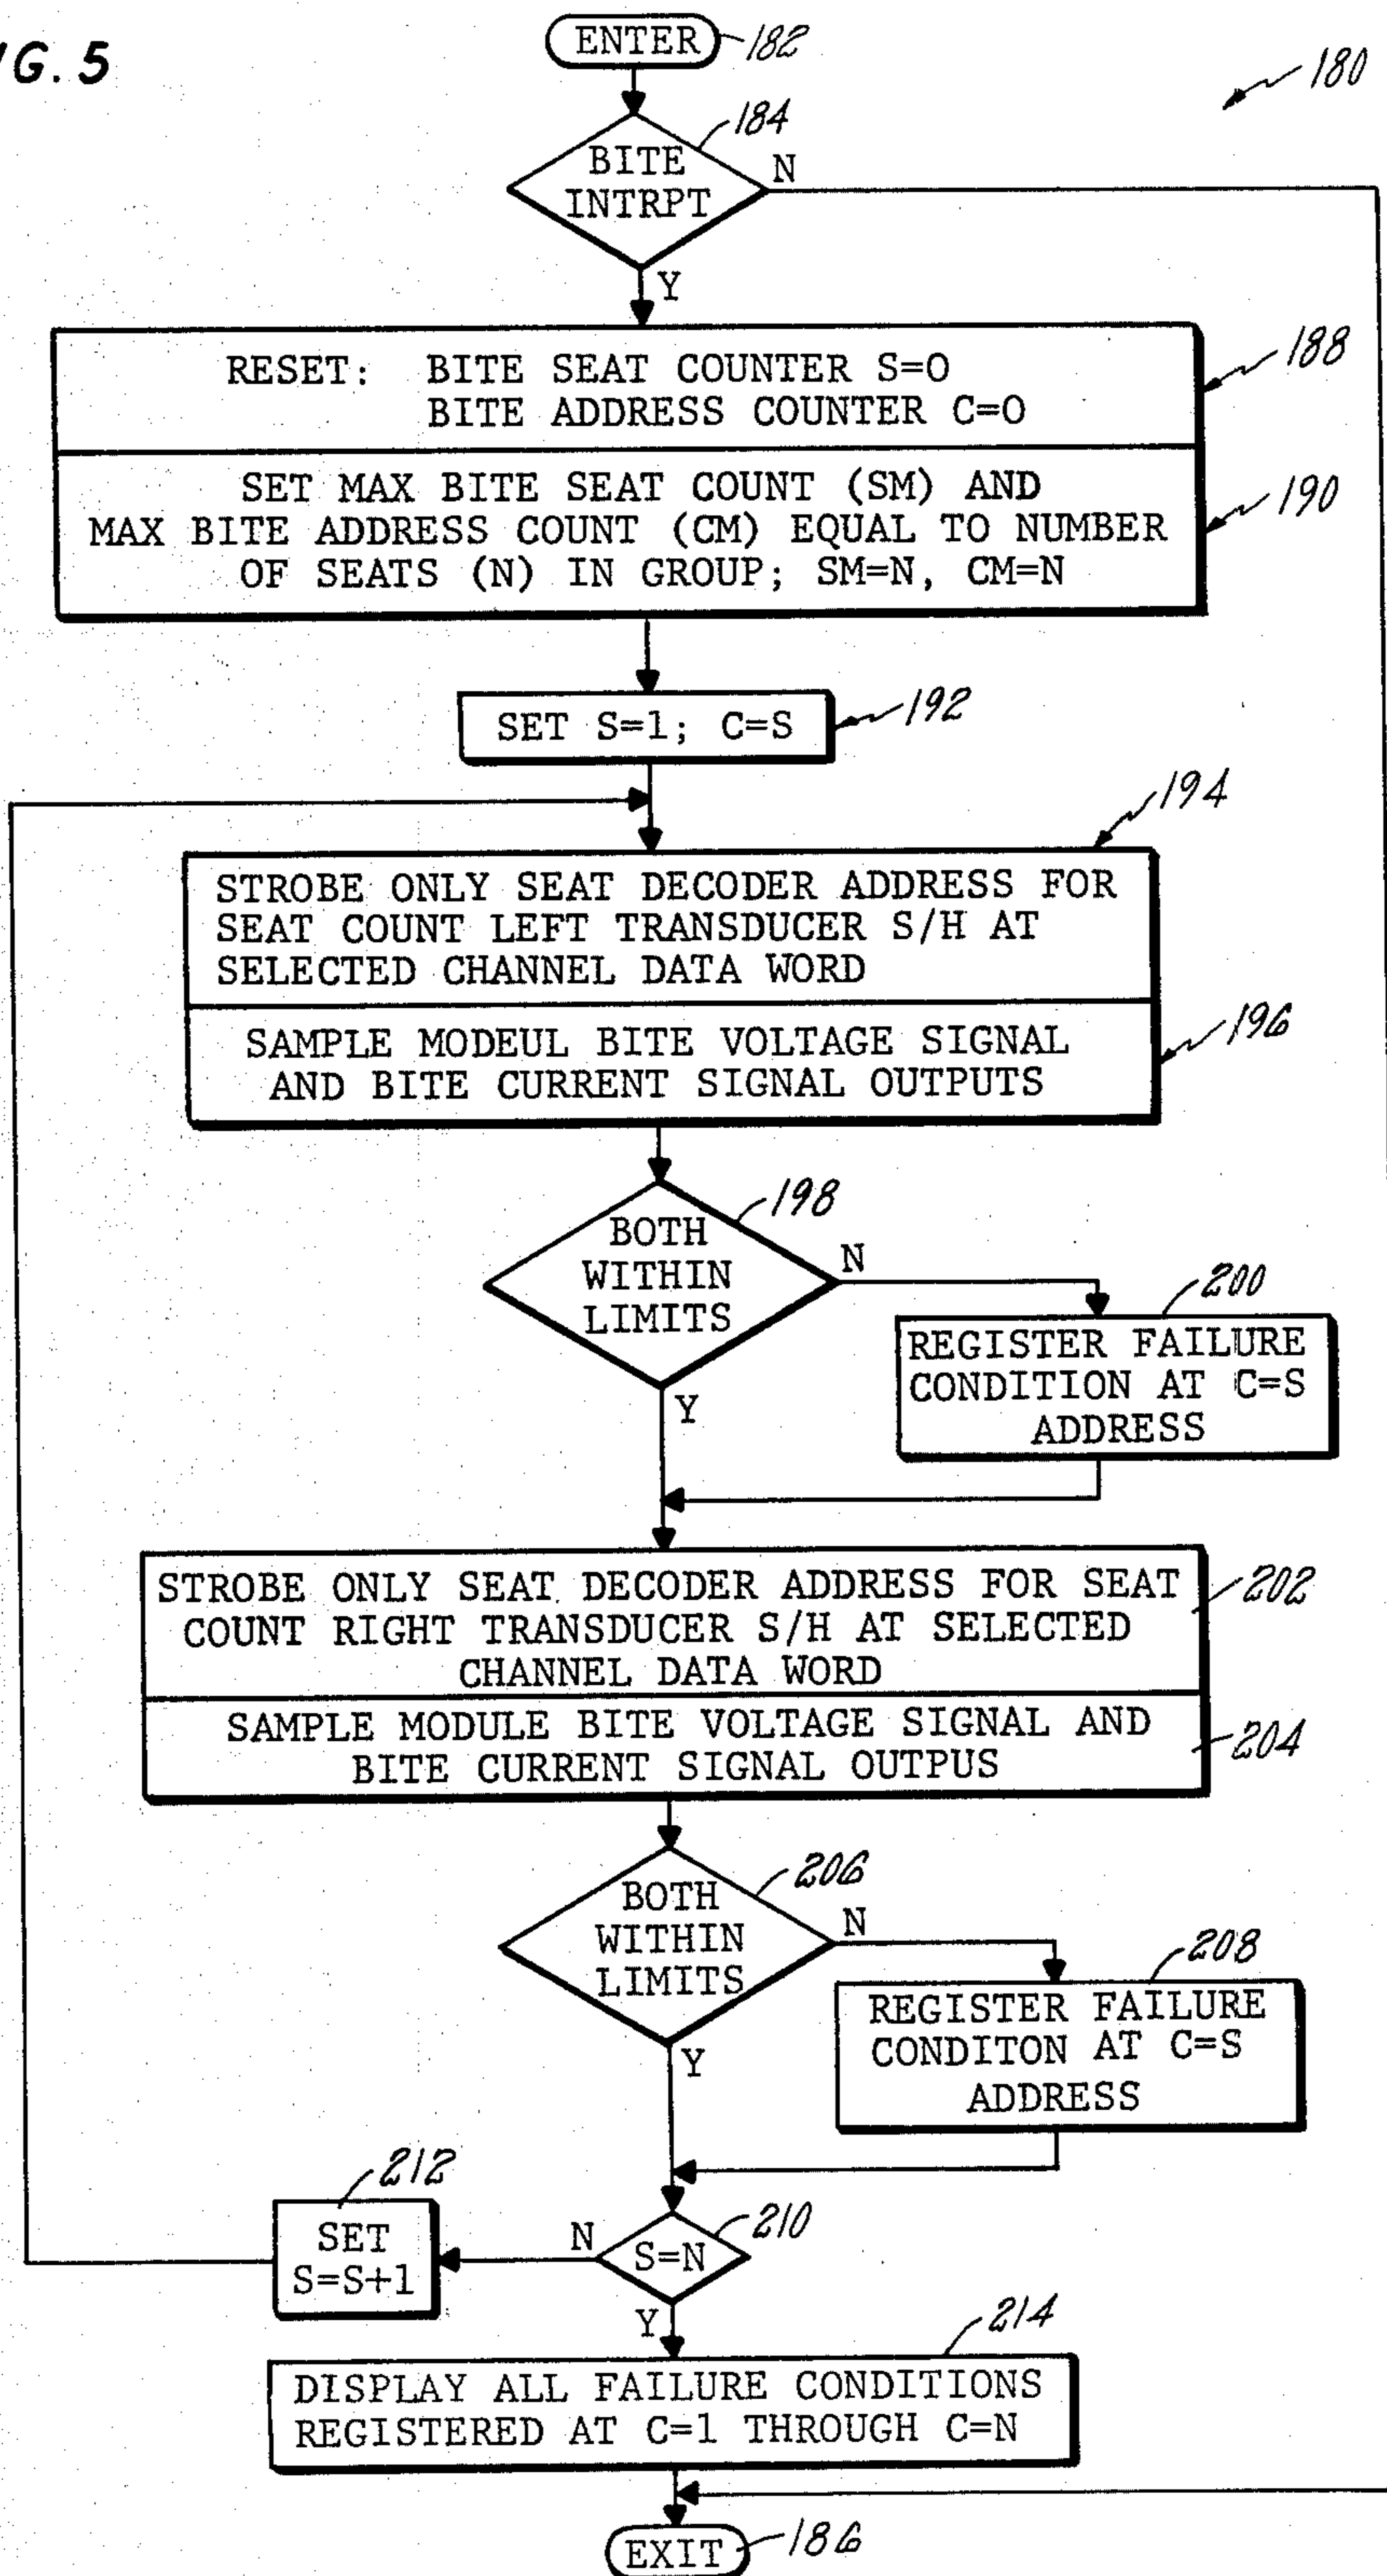 G. 5
ENTER
182
180
184
BITE
INTRPT
N
Y
RESET: BITE SEAT COUNTER S=0
BITE ADDRESS COUNTER C=0
188
SET MAX BITE SEAT COUNT (SM) AND
MAX BITE ADDRESS COUNT (CM) EQUAL TO NUMBER
OF SEATS (N) IN GROUP; SM=N, CM=N
190
SET S=1; C=S
192
194
STROBE ONLY SEAT DECODER ADDRESS FOR
SEAT COUNT LEFT TRANSDUCER S/H AT
SELECTED CHANNEL DATA WORD
SAMPLE MODEUL BITE VOLTAGE SIGNAL
AND BITE CURRENT SIGNAL OUTPUTS
196
198
BOTH
WITHIN
LIMITS
N
Y
200
REGISTER FAILURE
CONDITION AT C=S
ADDRESS
STROBE ONLY SEAT DECODER ADDRESS FOR SEAT
COUNT RIGHT TRANSDUCER S/H AT SELECTED
CHANNEL DATA WORD
202
SAMPLE MODULE BITE VOLTAGE SIGNAL AND
BITE CURRENT SIGNAL OUTPUS
204
206
BOTH
WITHIN
LIMITS
N
Y
208
REGISTER FAILURE
CONDITON AT C=S
ADDRESS
212
SET
S=S+1
N
S=N
210
Y
214
DISPLAY ALL FAILURE CONDITIONS
REGISTERED AT C=1 THROUGH C=N
EXIT
186